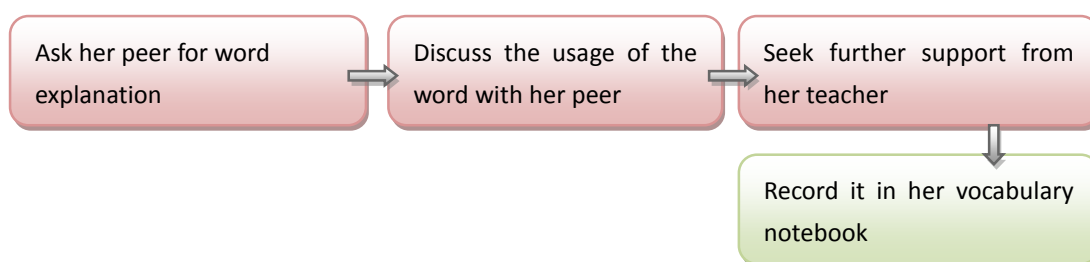 Ask her peer for word
explanation
Discuss the usage of the
word with her peer
Seek further support from
her teacher
Record it in her vocabulary
notebook